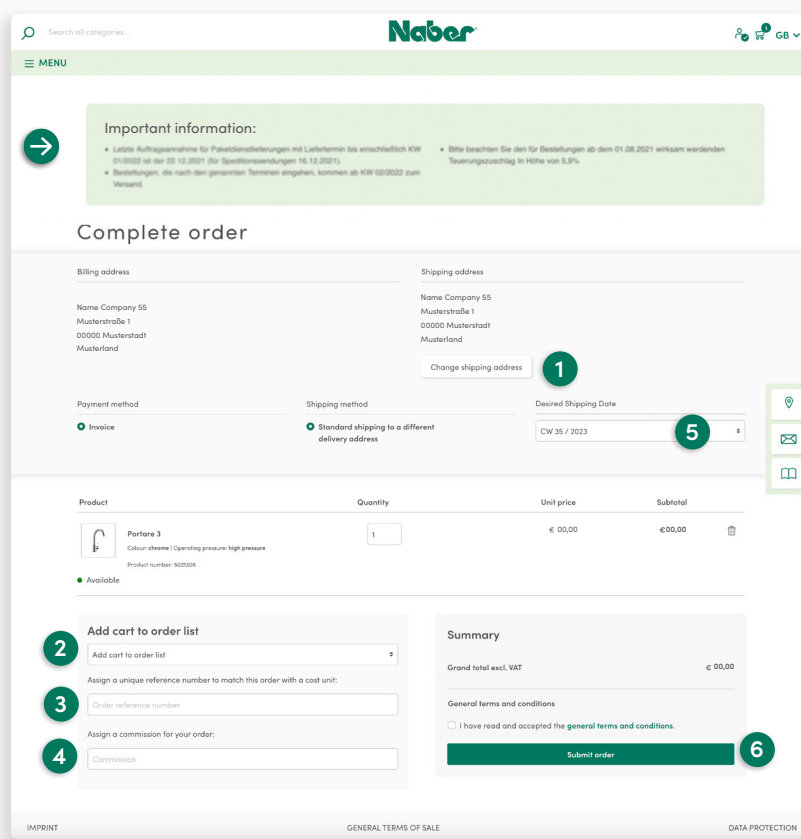 Search all categories...
Naber
1
GB
MENU
Important information:
• Letzte Auftragsannahme für Paketdienstlieferungen mit Liefertermin bis einschließlich KW
01/2022 ist der 22.12.2021 (für Speditionssendungen 16.12.2021).
• Bestellungen, die nach den genannten Terminen eingehen, kommen ab KW 02/2022 zum
Versand.
• Bitte beachten Sie den für Bestellungen ab dem 01.08.2021 wirksam werdenden
Teuerungszuschlag in Höhe von 5,9%.
Complete order
Billing address
Name Company 55
Musterstraße 1
00000 Musterstadt
Musterland
Shipping address
Name Company 55
Musterstraße 1
00000 Musterstadt
Musterland
Change shipping address
1
Payment method
Invoice
Shipping method
Standard shipping to a different
delivery address
Desired Shipping Date
CW 35 / 2023
5
Product Quantity Unit price Subtotal
Portare 3
Colour: chrome | Operating pressure: high pressure
Product number: 5021308
1
€ 00,00
€00,00
Available
Add cart to order list
2
Add cart to order list
Assign a unique reference number to match this order with a cost unit:
3
Order reference number
Assign a commission for your order:
4
Commission
Summary
Grand total excl. VAT € 00,00
General terms and conditions
I have read and accepted the general terms and conditions.
Submit order
6
IMPRINT GENERAL TERMS OF SALE DATA PROTECTION